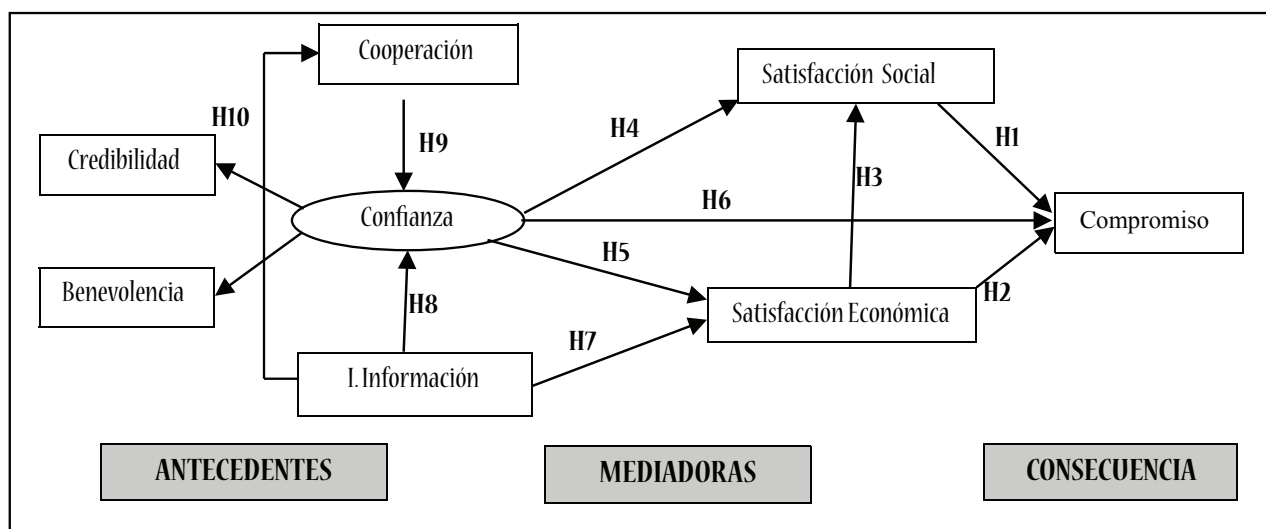 Cooperación
Satisfacción Social
H10
H4
H1
H9
Credibilidad
H3
Confianza
H6
Compromiso
H5
Benevolencia
H8
H2
Satisfacción Económica
H7
I. Información
ANTECEDENTES
MEDIADORAS
CONSECUENCIA